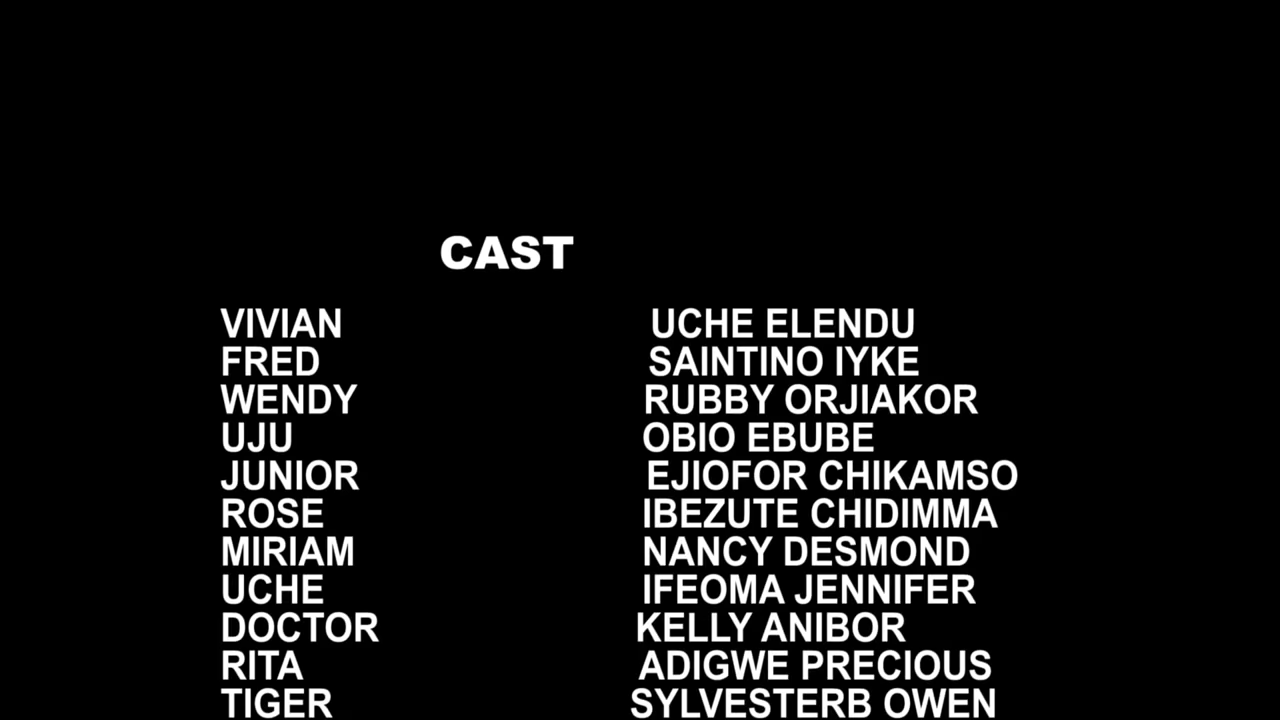 CAST
VIVIAN UCHE ELENDU
FRED SAINTINO IYKE
WENDY RUBBY ORJIAKOR
UJU OBIO EBUBE
JUNIOR EJIOFOR CHIKAMSO
ROSE IBEZUTE CHIDIMMA
MIRIAM NANCY DESMOND
UCHE IFEOMA JENNIFER
DOCTOR KELLY ANIBOR
RITA ADIGWE PRECIOUS
TIGER SYLVESTERB OWEN